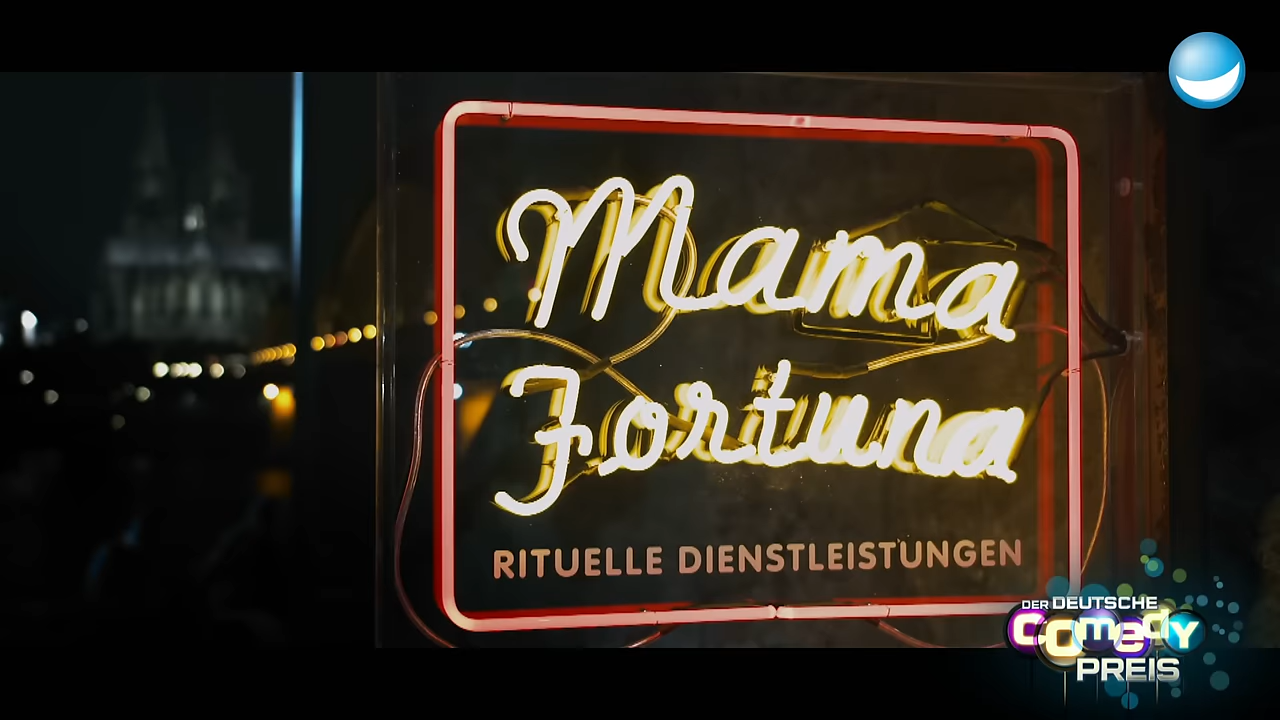 Mama
Fortuna
RITUELLE DIENSTLEISTUNGEN
DER DEUTSCHE
COMEDY
PREIS